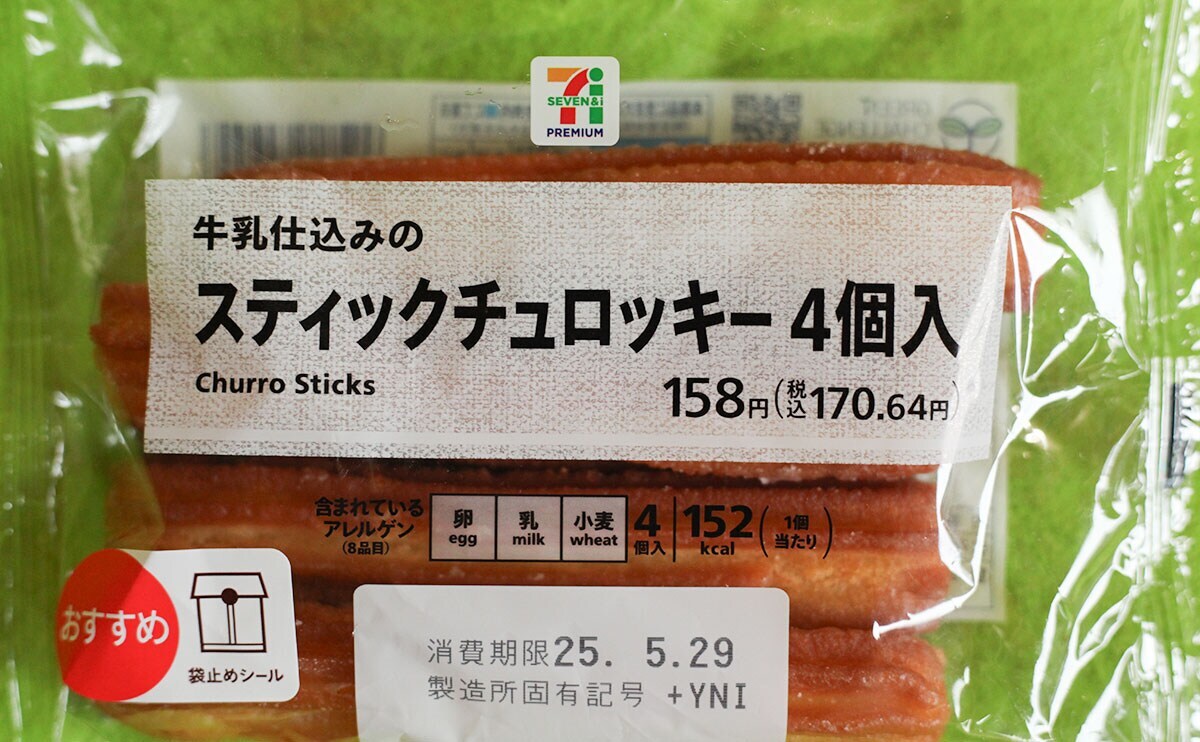 SEVEN&i
PREMIUM
牛乳仕込みの
スティックチュロッキー 4個入
Churro Sticks
158円(税込170.64円)
含まれている
アレルゲン
(8品目)
卵
egg
乳
milk
小麦
wheat
4
個入
152
kcal
(1個
当たり)
おすすめ
袋止めシール
消費期限25. 5.29
製造所固有記号 +YNI